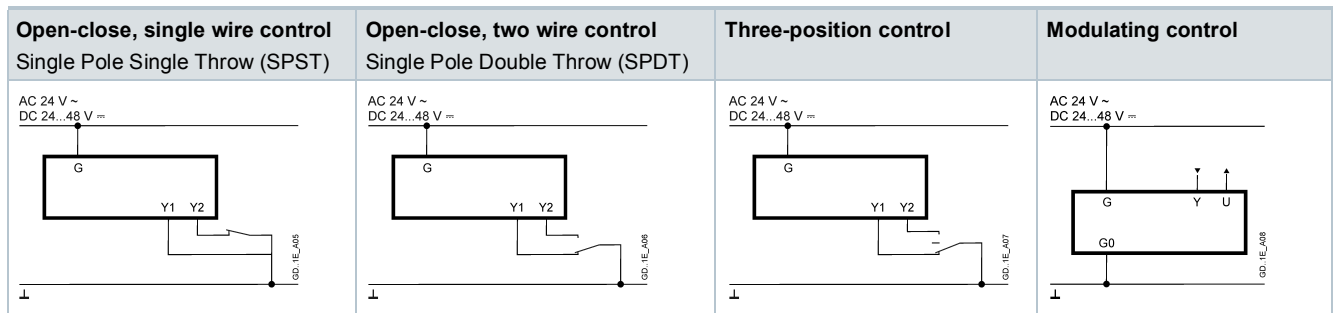 Open-close, single wire control
Single Pole Single Throw (SPST)
Open-close, two wire control
Single Pole Double Throw (SPDT)
Three-position control
Modulating control
AC 24 V ~
DC 24...48 V ⎓
G
Y1 Y2
GD..1E_A05
⊥
AC 24 V ~
DC 24...48 V ⎓
G
Y1 Y2
GD..1E_A06
⊥
AC 24 V ~
DC 24...48 V ⎓
G
Y1 Y2
GD..1E_A07
⊥
AC 24 V ~
DC 24...48 V ⎓
G Y U
G0
GD..1E_A08
⊥